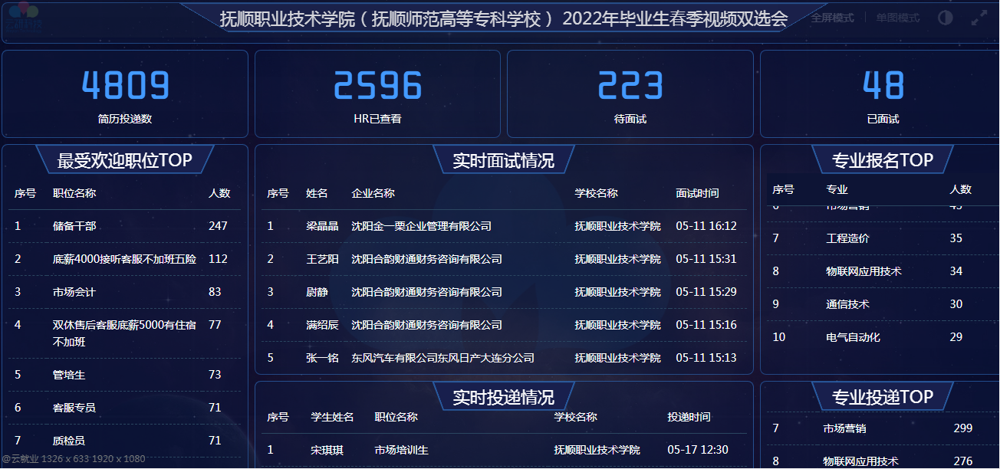 抚顺职业技术学院（抚顺师范高等专科学校） 2022年毕业生春季视频双选会
全屏模式 | 单图模式
4809
简历投递数
2596
HR已查看
223
待面试
48
已面试
最受欢迎职位TOP
序号 职位名称 人数
1 储备干部 247
2 底薪4000接听客服不加班五险 112
3 市场会计 83
4 双休售后客服底薪5000有住宿 77
不加班
5 管培生 73
6 客服专员 71
7 质检员 71
实时面试情况
序号 姓名 企业名称 学校名称 面试时间
1 梁晶晶 沈阳金一栗企业管理有限公司 抚顺职业技术学院 05-11 16:12
2 王艺阳 沈阳合韵财通财务咨询有限公司 抚顺职业技术学院 05-11 15:31
3 尉静 沈阳合韵财通财务咨询有限公司 抚顺职业技术学院 05-11 15:29
4 满绍辰 沈阳合韵财通财务咨询有限公司 抚顺职业技术学院 05-11 15:16
5 张一铭 东风汽车有限公司东风日产大连分公司 抚顺职业技术学院 05-11 15:13
实时投递情况
序号 学生姓名 职位名称 学校名称 投递时间
1 宋琪琪 市场培训生 抚顺职业技术学院 05-17 12:30
专业报名TOP
序号 专业 人数
6 市场营销 45
7 工程造价 35
8 物联网应用技术 34
9 通信技术 30
10 电气自动化 29
专业投递TOP
7 市场营销 299
8 物联网应用技术 276
@云就业 1326 x 633 1920 x 1080